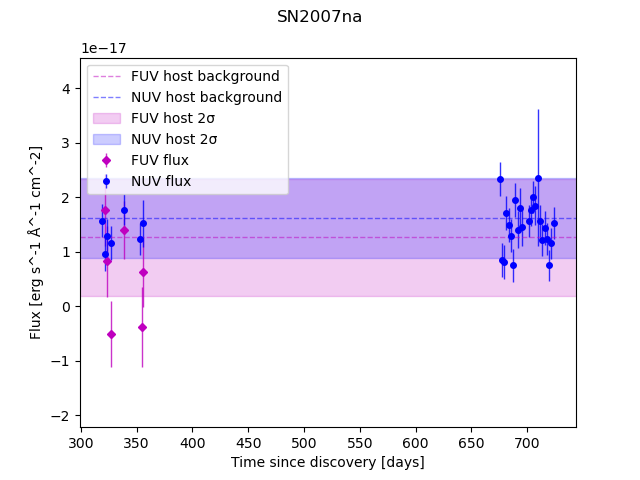 SN2007na
1e−17
FUV host background
NUV host background
FUV host 2σ
NUV host 2σ
FUV flux
NUV flux
4
3
2
1
0
−1
−2
Flux [erg s^-1 Å^-1 cm^-2]
300 350 400 450 500 550 600 650 700
Time since discovery [days]